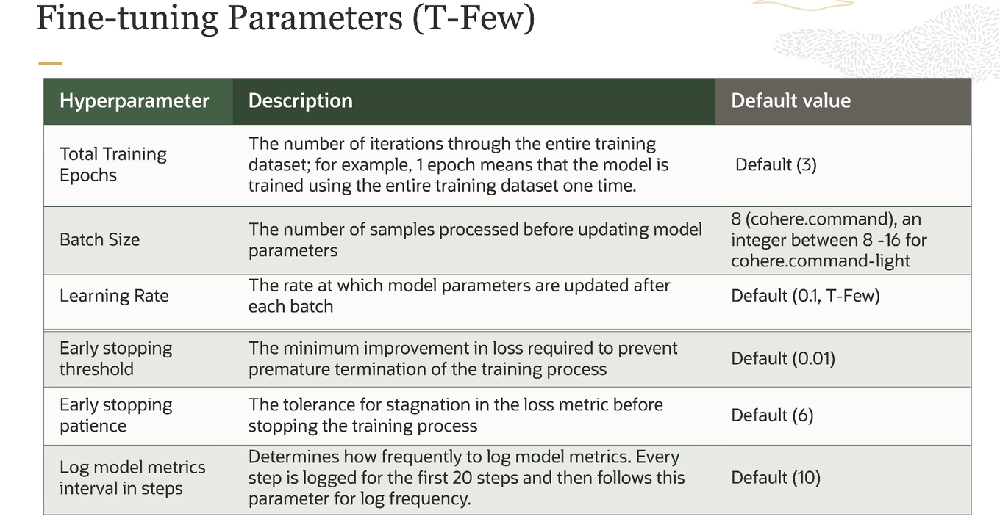 Fine-tuning Parameters (T-Few)
Hyperparameter
Description
Default value
Total Training
Epochs
The number of iterations through the entire training
dataset; for example, 1 epoch means that the model is
trained using the entire training dataset one time.
Default (3)
Batch Size
The number of samples processed before updating model
parameters
8 (cohere.command), an
integer between 8 -16 for
cohere.command-light
Learning Rate
The rate at which model parameters are updated after
each batch
Default (0.1, T-Few)
Early stopping
threshold
The minimum improvement in loss required to prevent
premature termination of the training process
Default (0.01)
Early stopping
patience
The tolerance for stagnation in the loss metric before
stopping the training process
Default (6)
Log model metrics
interval in steps
Determines how frequently to log model metrics. Every
step is logged for the first 20 steps and then follows this
parameter for log frequency.
Default (10)